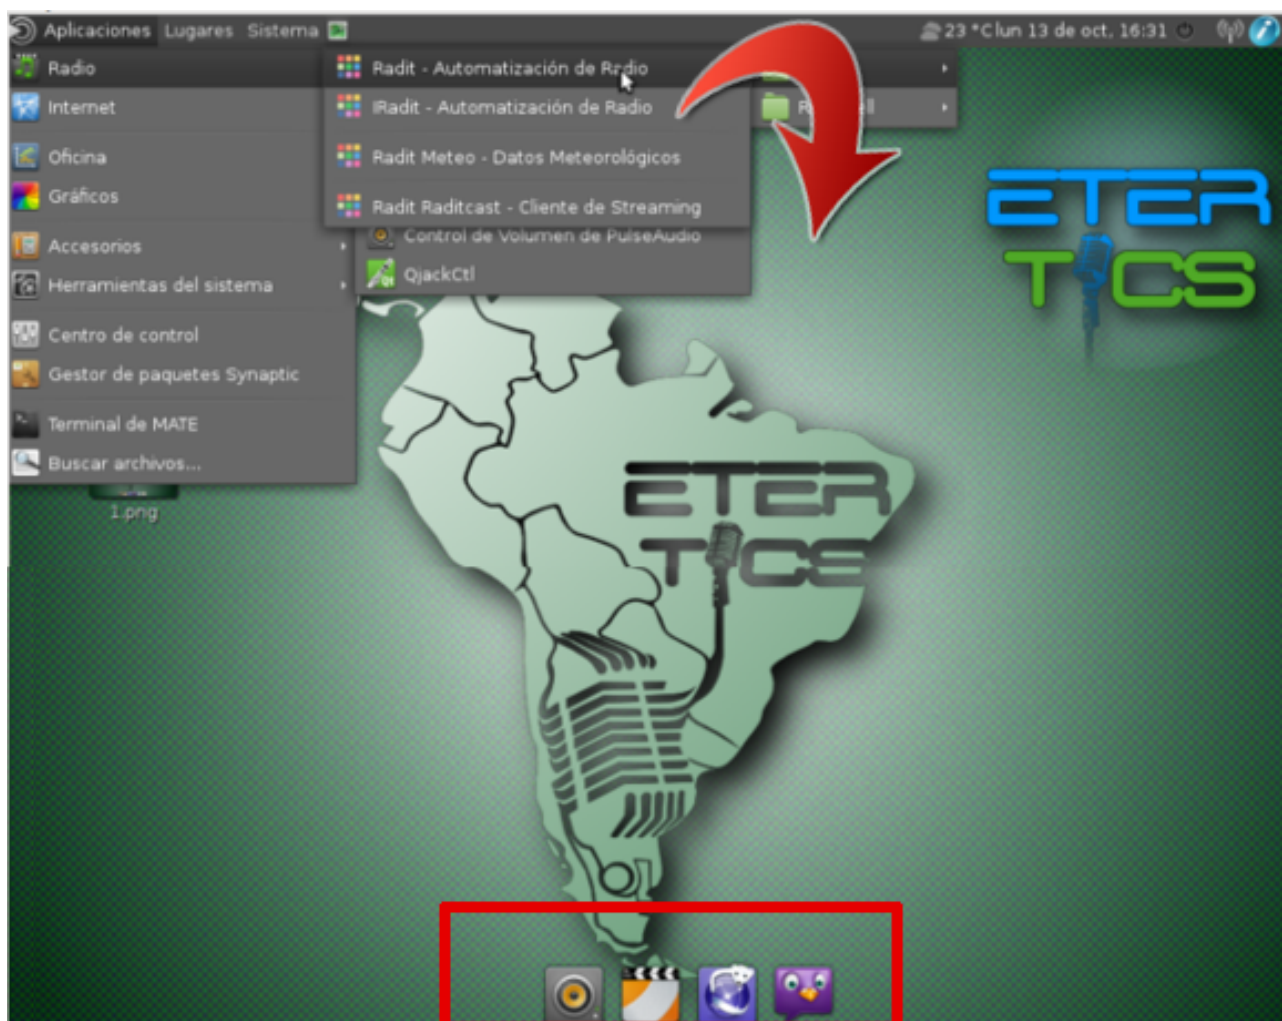 Aplicaciones Lugares Sistema
23 °C lun 13 de oct, 16:31
Radio
Internet
Oficina
Gráficos
Accesorios
Herramientas del sistema
Centro de control
Gestor de paquetes Synaptic
Terminal de MATE
Buscar archivos...
Radit - Automatización de Radio
IRadit - Automatización de Radio
Radit Meteo - Datos Meteorológicos
Radit Raditcast - Cliente de Streaming
Control de Volumen de PulseAudio
QjackCtl
1.png
ETER
TICS
ETER
TICS